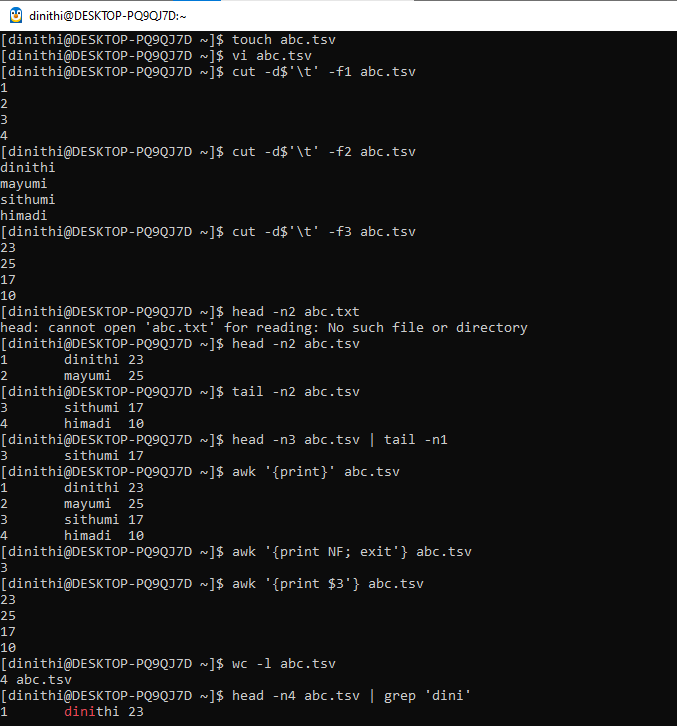 dinithi@DESKTOP-PQ9QJ7D:~
[dinithi@DESKTOP-PQ9QJ7D ~]$ touch abc.tsv
[dinithi@DESKTOP-PQ9QJ7D ~]$ vi abc.tsv
[dinithi@DESKTOP-PQ9QJ7D ~]$ cut -d$'\t' -f1 abc.tsv
1
2
3
4
[dinithi@DESKTOP-PQ9QJ7D ~]$ cut -d$'\t' -f2 abc.tsv
dinithi
mayumi
sithumi
himadi
[dinithi@DESKTOP-PQ9QJ7D ~]$ cut -d$'\t' -f3 abc.tsv
23
25
17
10
[dinithi@DESKTOP-PQ9QJ7D ~]$ head -n2 abc.txt
head: cannot open 'abc.txt' for reading: No such file or directory
[dinithi@DESKTOP-PQ9QJ7D ~]$ head -n2 abc.tsv
1       dinithi 23
2       mayumi  25
[dinithi@DESKTOP-PQ9QJ7D ~]$ tail -n2 abc.tsv
3       sithumi 17
4       himadi  10
[dinithi@DESKTOP-PQ9QJ7D ~]$ head -n3 abc.tsv | tail -n1
3       sithumi 17
[dinithi@DESKTOP-PQ9QJ7D ~]$ awk '{print}' abc.tsv
1       dinithi 23
2       mayumi  25
3       sithumi 17
4       himadi  10
[dinithi@DESKTOP-PQ9QJ7D ~]$ awk '{print NF; exit'} abc.tsv
3
[dinithi@DESKTOP-PQ9QJ7D ~]$ awk '{print $3'} abc.tsv
23
25
17
10
[dinithi@DESKTOP-PQ9QJ7D ~]$ wc -l abc.tsv
4 abc.tsv
[dinithi@DESKTOP-PQ9QJ7D ~]$ head -n4 abc.tsv | grep 'dini'
1       dinithi 23